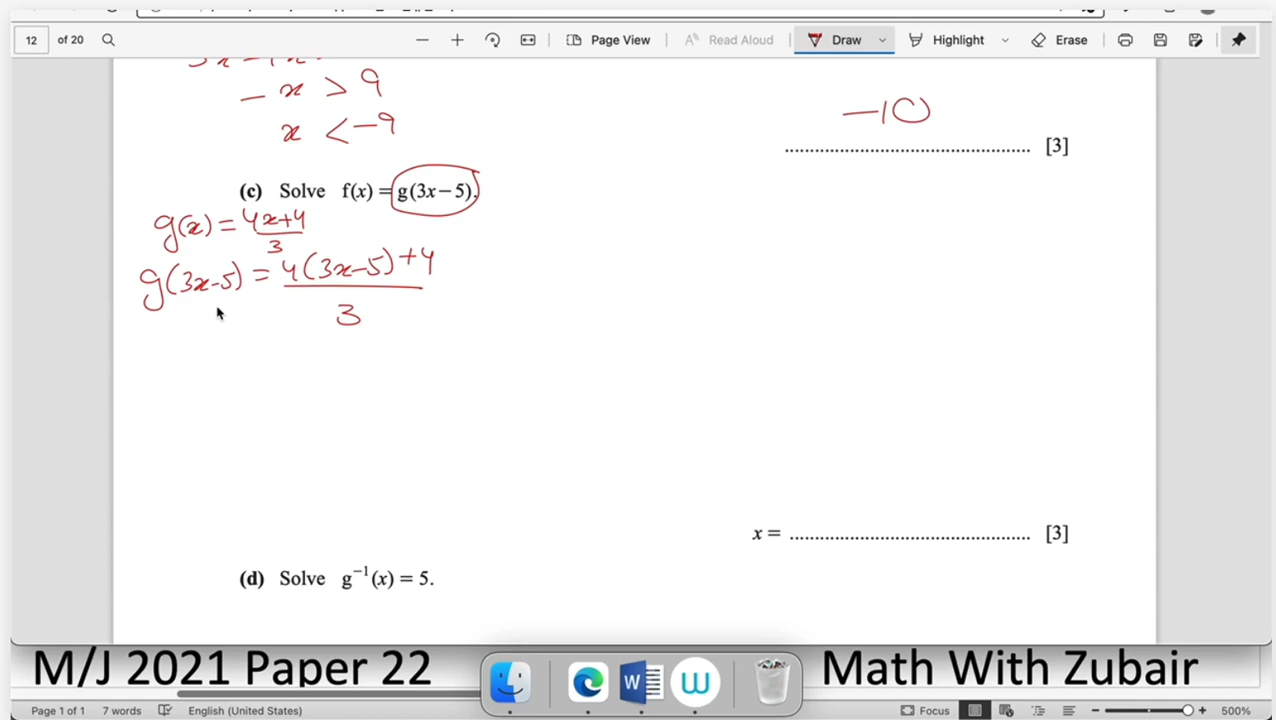 12 of 20 Page View Read Aloud Draw Highlight Erase
− x > 9
x < −9
−10
[3]
(c) Solve f(x) = g(3x − 5).
g(x) = 4x+4
3
g(3x-5) = 4(3x-5) + 4
3
x = [3]
(d) Solve g⁻¹(x) = 5.
M/J 2021 Paper 22 Math With Zubair
Page 1 of 1 7 words English (United States) Focus 500%